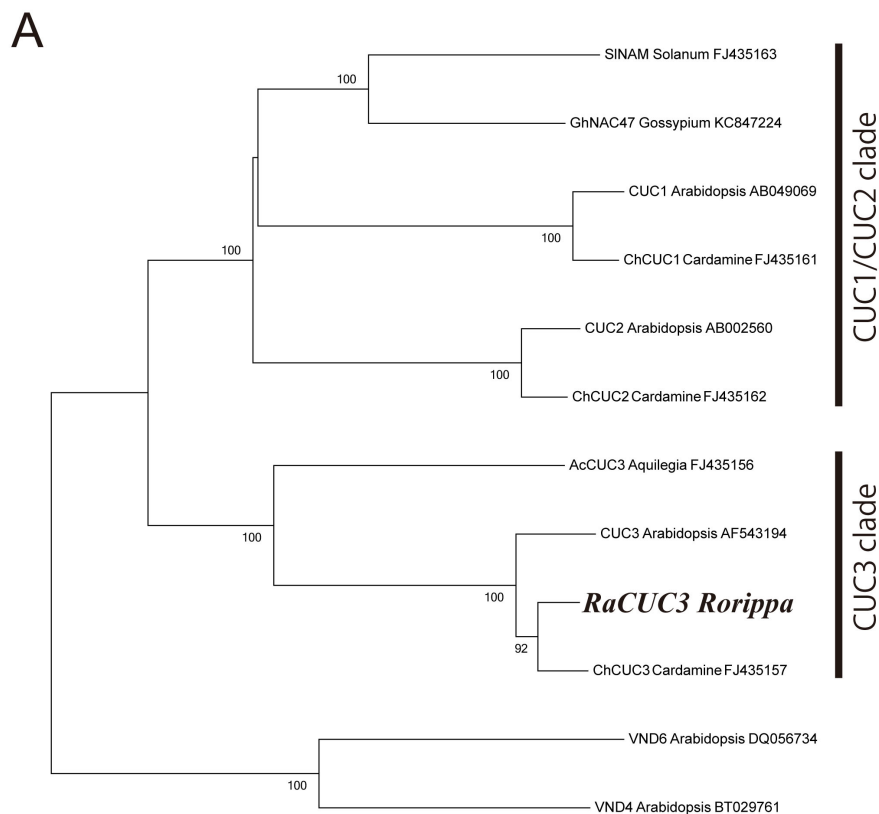 A
100
SlNAM Solanum FJ435163
GhNAC47 Gossypium KC847224
CUC1 Arabidopsis AB049069
100
100
ChCUC1 Cardamine FJ435161
CUC2 Arabidopsis AB002560
100
ChCUC2 Cardamine FJ435162
CUC1/CUC2 clade
AcCUC3 Aquilegia FJ435156
100
CUC3 Arabidopsis AF543194
100
RaCUC3 Rorippa
92
ChCUC3 Cardamine FJ435157
CUC3 clade
VND6 Arabidopsis DQ056734
100
VND4 Arabidopsis BT029761